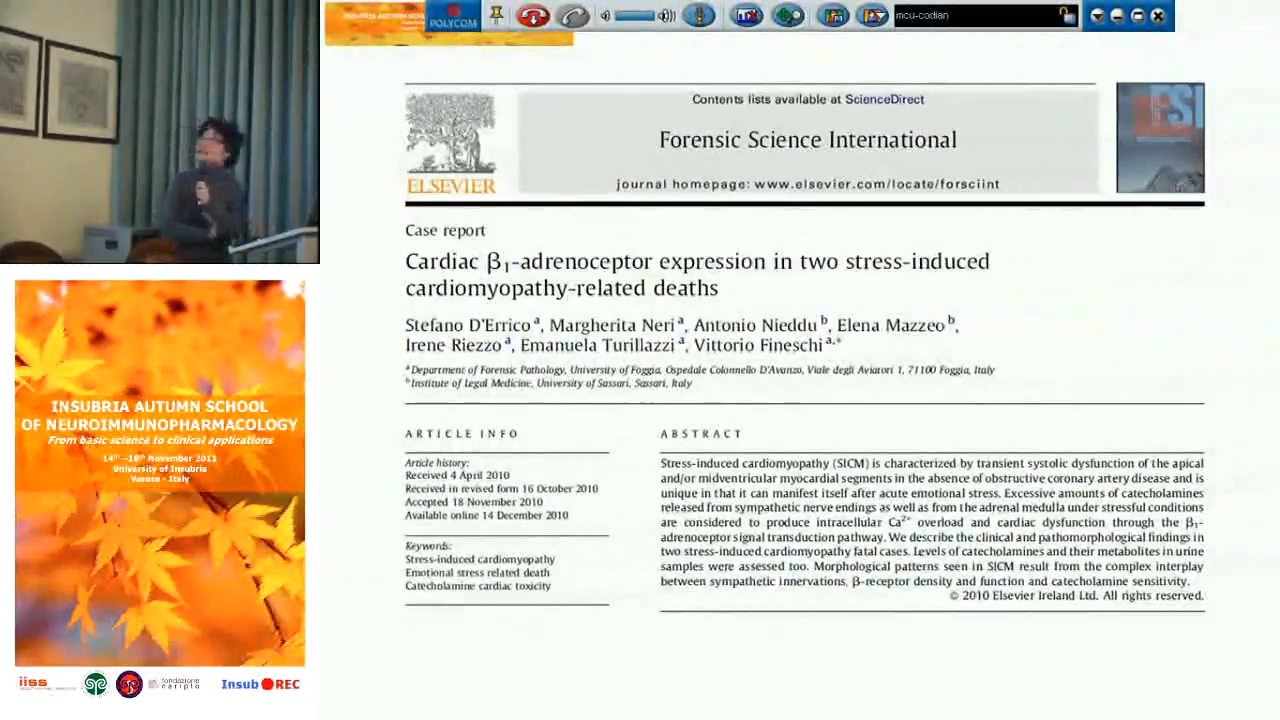 INSUBRIA AUTUMN SCHOOL
POLYCOM
mcu-codian
Contents lists available at ScienceDirect
Forensic Science International
journal homepage: www.elsevier.com/locate/forsciint
ELSEVIER
FSI
Case report
Cardiac β1-adrenoceptor expression in two stress-induced
cardiomyopathy-related deaths
Stefano D'Errico a, Margherita Neri a, Antonio Nieddu b, Elena Mazzeo b,
Irene Riezzo a, Emanuela Turillazzi a, Vittorio Fineschi a,*
a Department of Forensic Pathology, University of Foggia, Ospedale Colonnello D'Avanzo, Viale degli Aviatori 1, 71100 Foggia, Italy
b Institute of Legal Medicine, University of Sassari, Sassari, Italy
ARTICLE INFO
Article history:
Received 4 April 2010
Received in revised form 16 October 2010
Accepted 18 November 2010
Available online 14 December 2010
Keywords:
Stress-induced cardiomyopathy
Emotional stress related death
Catecholamine cardiac toxicity
ABSTRACT
Stress-induced cardiomyopathy (SICM) is characterized by transient systolic dysfunction of the apical
and/or midventricular myocardial segments in the absence of obstructive coronary artery disease and is
unique in that it can manifest itself after acute emotional stress. Excessive amounts of catecholamines
released from sympathetic nerve endings as well as from the adrenal medulla under stressful conditions
are considered to produce intracellular Ca2+ overload and cardiac dysfunction through the β1-
adrenoceptor signal transduction pathway. We describe the clinical and pathomorphological findings in
two stress-induced cardiomyopathy fatal cases. Levels of catecholamines and their metabolites in urine
samples were assessed too. Morphological patterns seen in SICM result from the complex interplay
between sympathetic innervations, β-receptor density and function and catecholamine sensitivity.
© 2010 Elsevier Ireland Ltd. All rights reserved.
INSUBRIA AUTUMN SCHOOL
OF NEUROIMMUNOPHARMACOLOGY
From basic science to clinical applications
14th -18th November 2011
University of Insubria
Varese - Italy
iiss
fondazione
cariplo
Insub REC